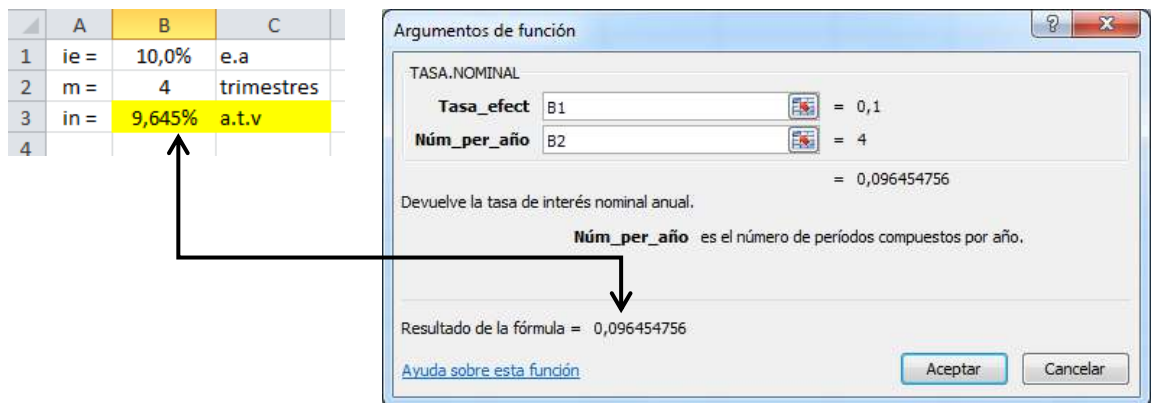 A B C
1 ie = 10,0% e.a
2 m = 4 trimestres
3 in = 9,645% a.t.v
4
Argumentos de función
TASA.NOMINAL
Tasa_efect B1 = 0,1
Núm_per_año B2 = 4
= 0,096454756
Devuelve la tasa de interés nominal anual.
Núm_per_año es el número de períodos compuestos por año.
Resultado de la fórmula = 0,096454756
Ayuda sobre esta función Aceptar Cancelar